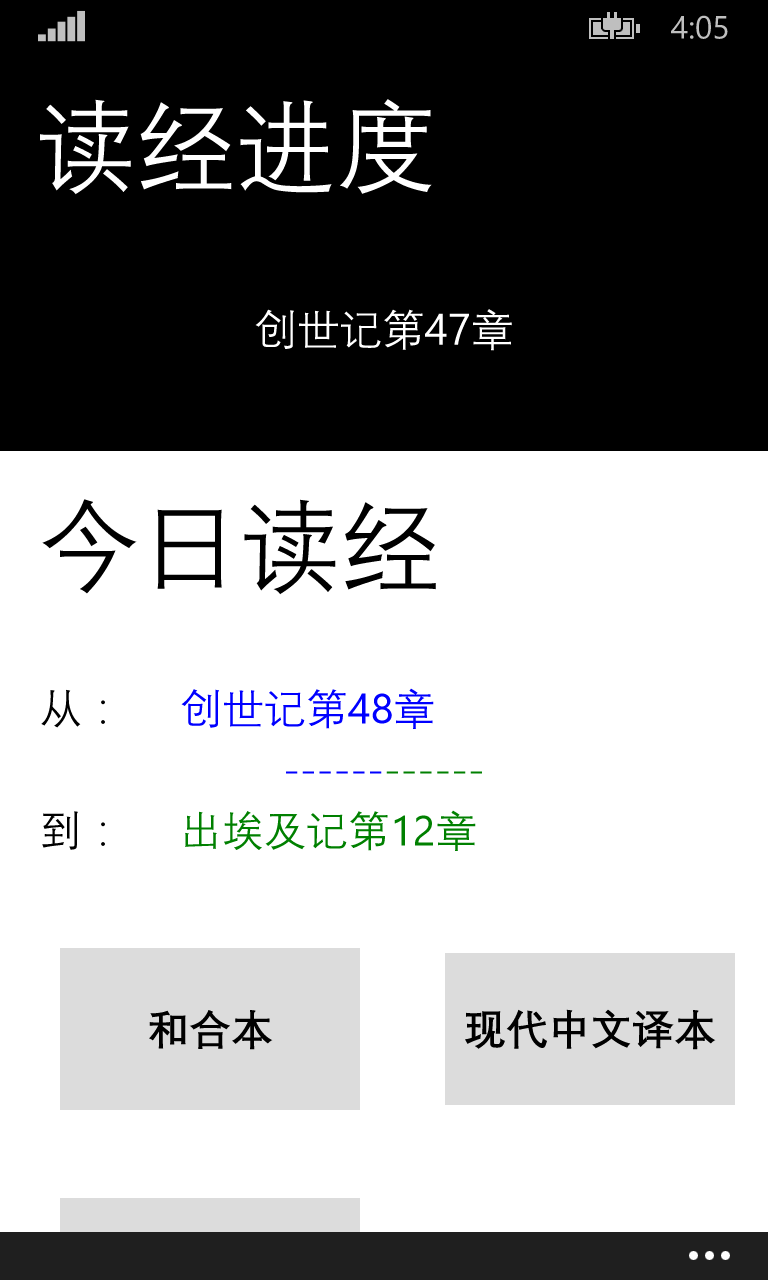 4:05
读经进度
创世记第47章
今日读经
从： 创世记第48章
------------
到： 出埃及记第12章
和合本 现代中文译本